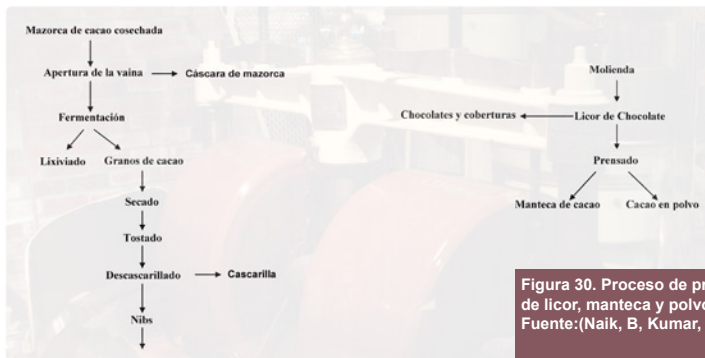 Mazorca de cacao cosechada
Apertura de la vaina
Cáscara de mazorca
Fermentación
Lixiviado
Granos de cacao
Secado
Tostado
Descascarillado
Cascarilla
Nibs
Molienda
Chocolates y coberturas
Licor de Chocolate
Prensado
Manteca de cacao
Cacao en polvo
Figura 30. Proceso de pr
de licor, manteca y polvo
Fuente:(Naik, B, Kumar,